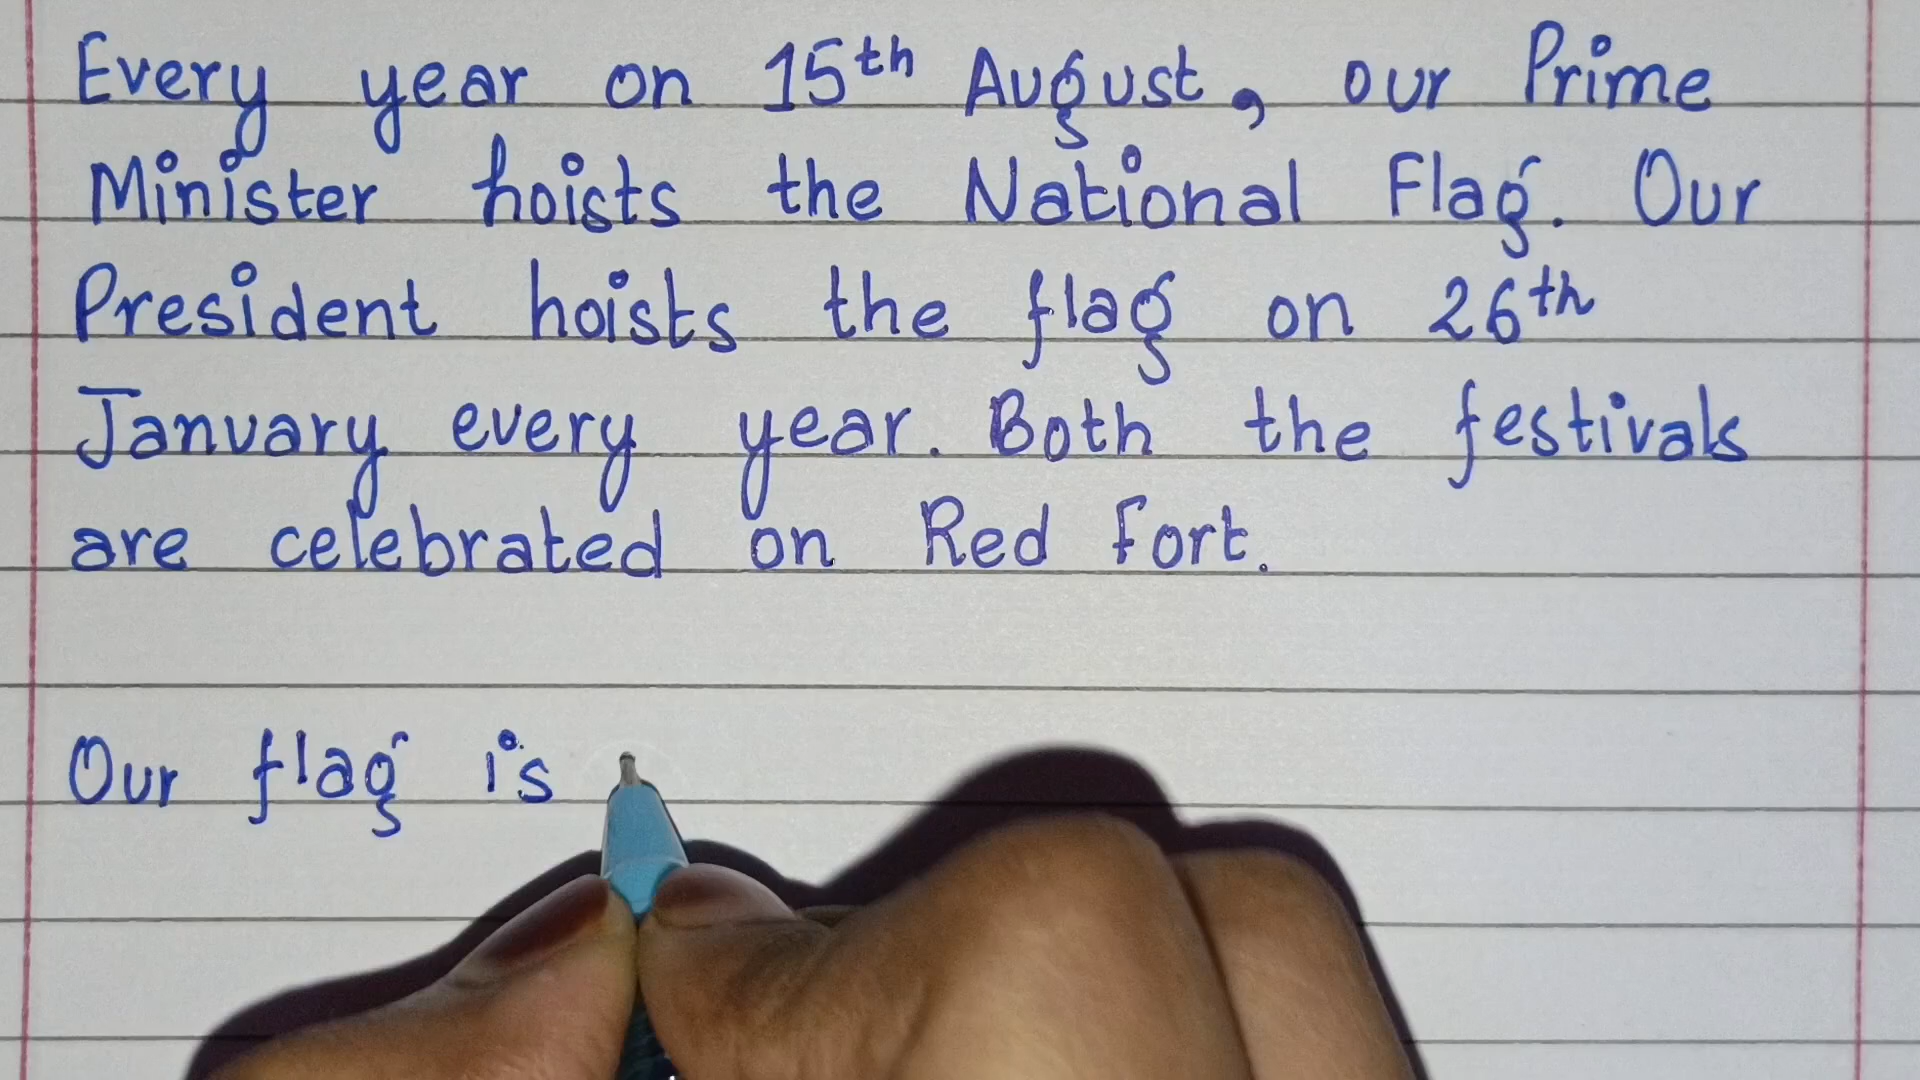 Every year on 15th August, our Prime
Minister hoists the National Flag. Our
President hoists the flag on 26th
January every year. Both the festivals
are celebrated on Red Fort.
Our flag is